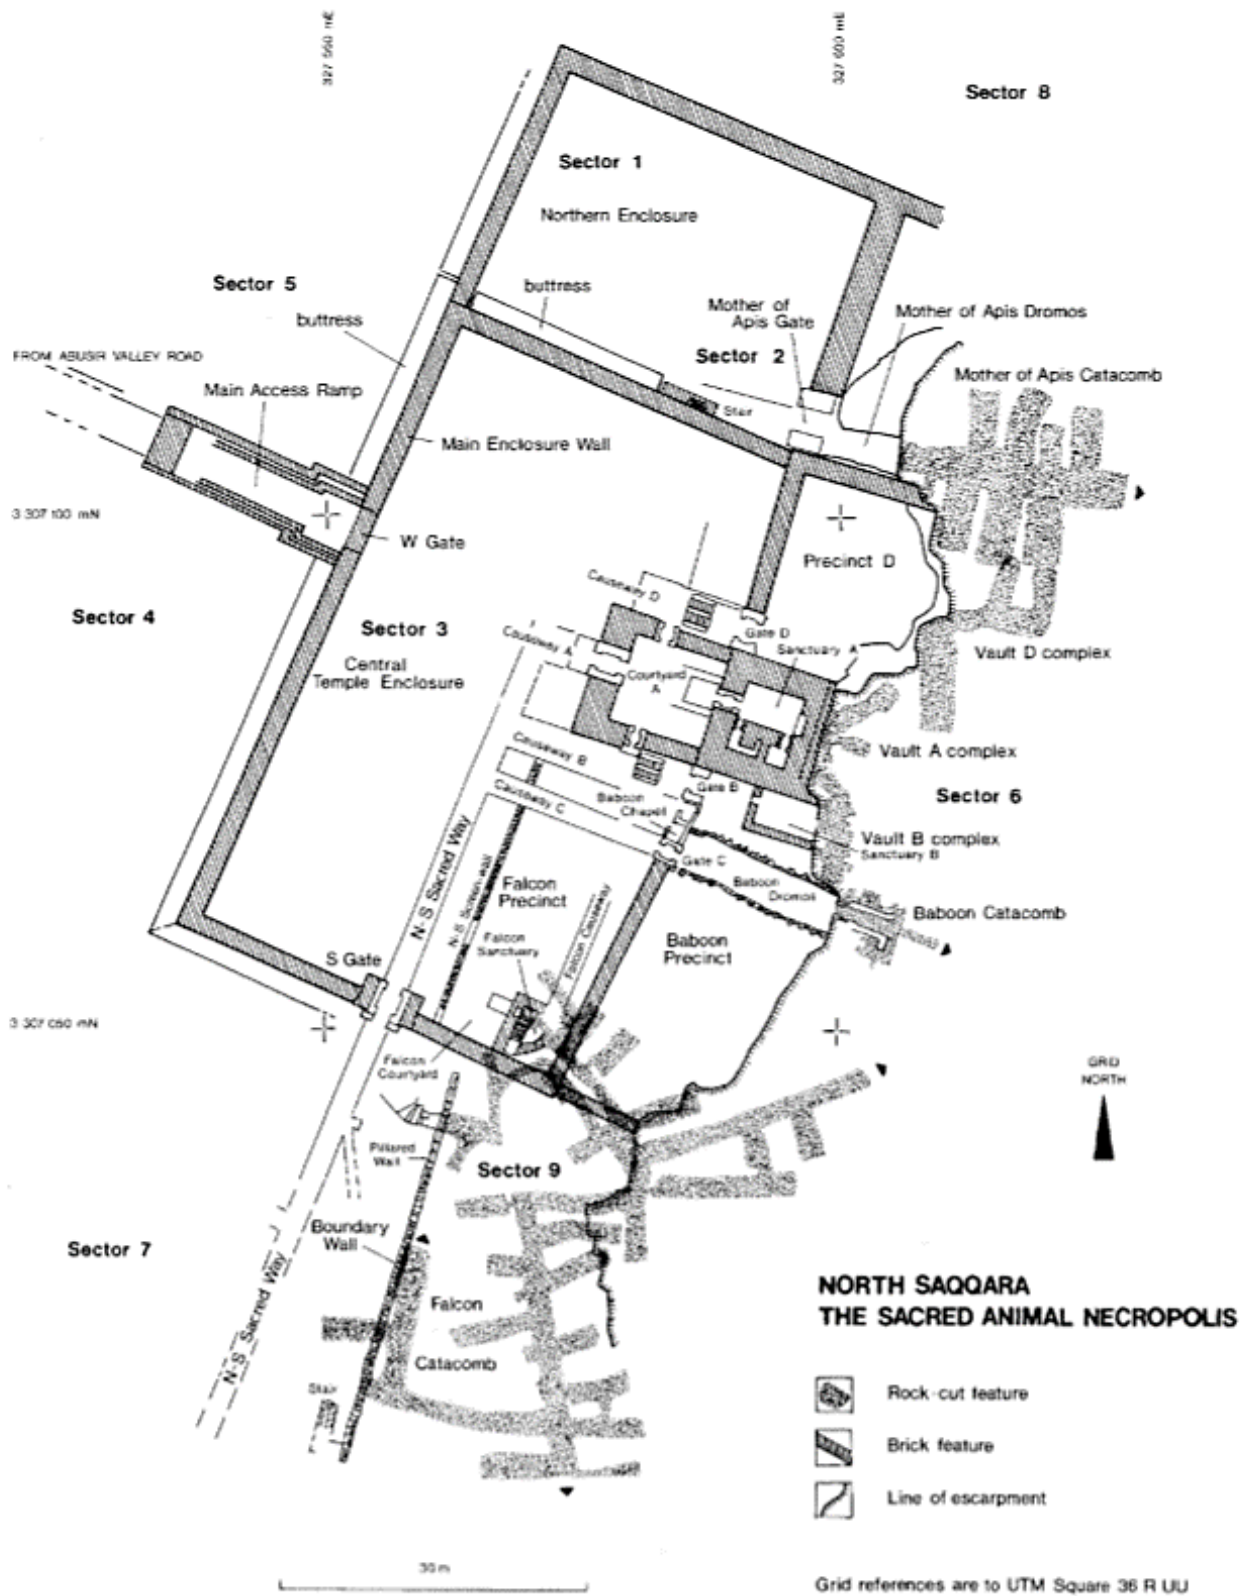 327 550 mE
327 600 mE
Sector 8
Sector 1
Northern Enclosure
Sector 5
buttress
buttress
Mother of
Apis Gate
Mother of Apis Dromos
Sector 2
FROM ABUSIR VALLEY ROAD
Main Access Ramp
Stair
Mother of Apis Catacomb
Main Enclosure Wall
3 307 100 mN
W Gate
Precinct D
Causeway D
Sector 4
Sector 3
Gate D
Sanctuary A
Causeway A
Central
Temple Enclosure
Courtyard
A
Vault D complex
Causeway B
Vault A complex
Gate B
Causeway C
Baboon
Chapel
Sector 6
Vault B complex
Sanctuary B
N-S Sacred Way
N-S Screen wall
Gate C
Falcon
Precinct
Baboon
Dromos
Falcon Causeway
Baboon Catacomb
Falcon
Sanctuary
Baboon
Precinct
S Gate
3 307 050 mN
Falcon
Courtyard
GRID
NORTH
Pillared
Wall
Sector 9
Boundary
Wall
Sector 7
N-S Sacred Way
Falcon
Catacomb
Stair
NORTH SAQQARA
THE SACRED ANIMAL NECROPOLIS
Rock-cut feature
Brick feature
Line of escarpment
30m
Grid references are to UTM Square 36 R UU